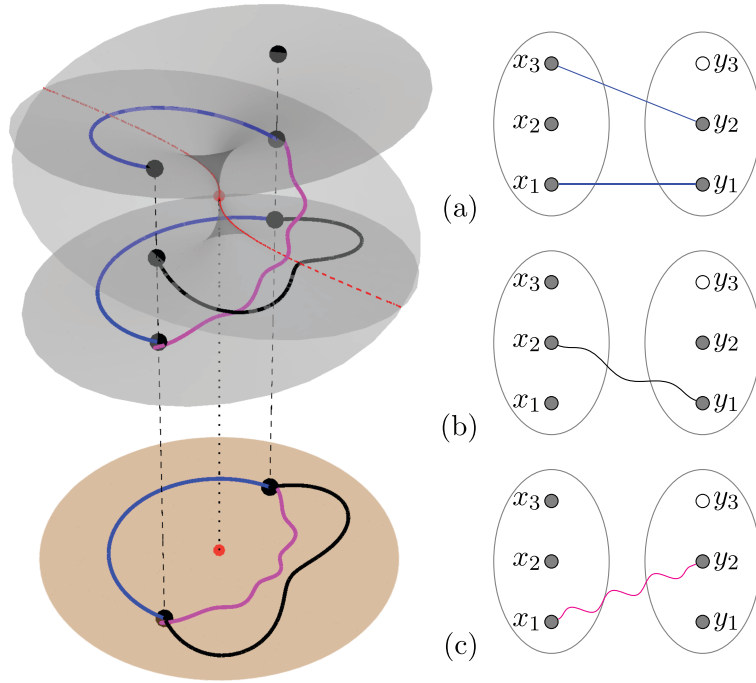 x₃ y₃
x₂ y₂
x₁ y₁
(a)
x₃ y₃
x₂ y₂
x₁ y₁
(b)
x₃ y₃
x₂ y₂
x₁ y₁
(c)